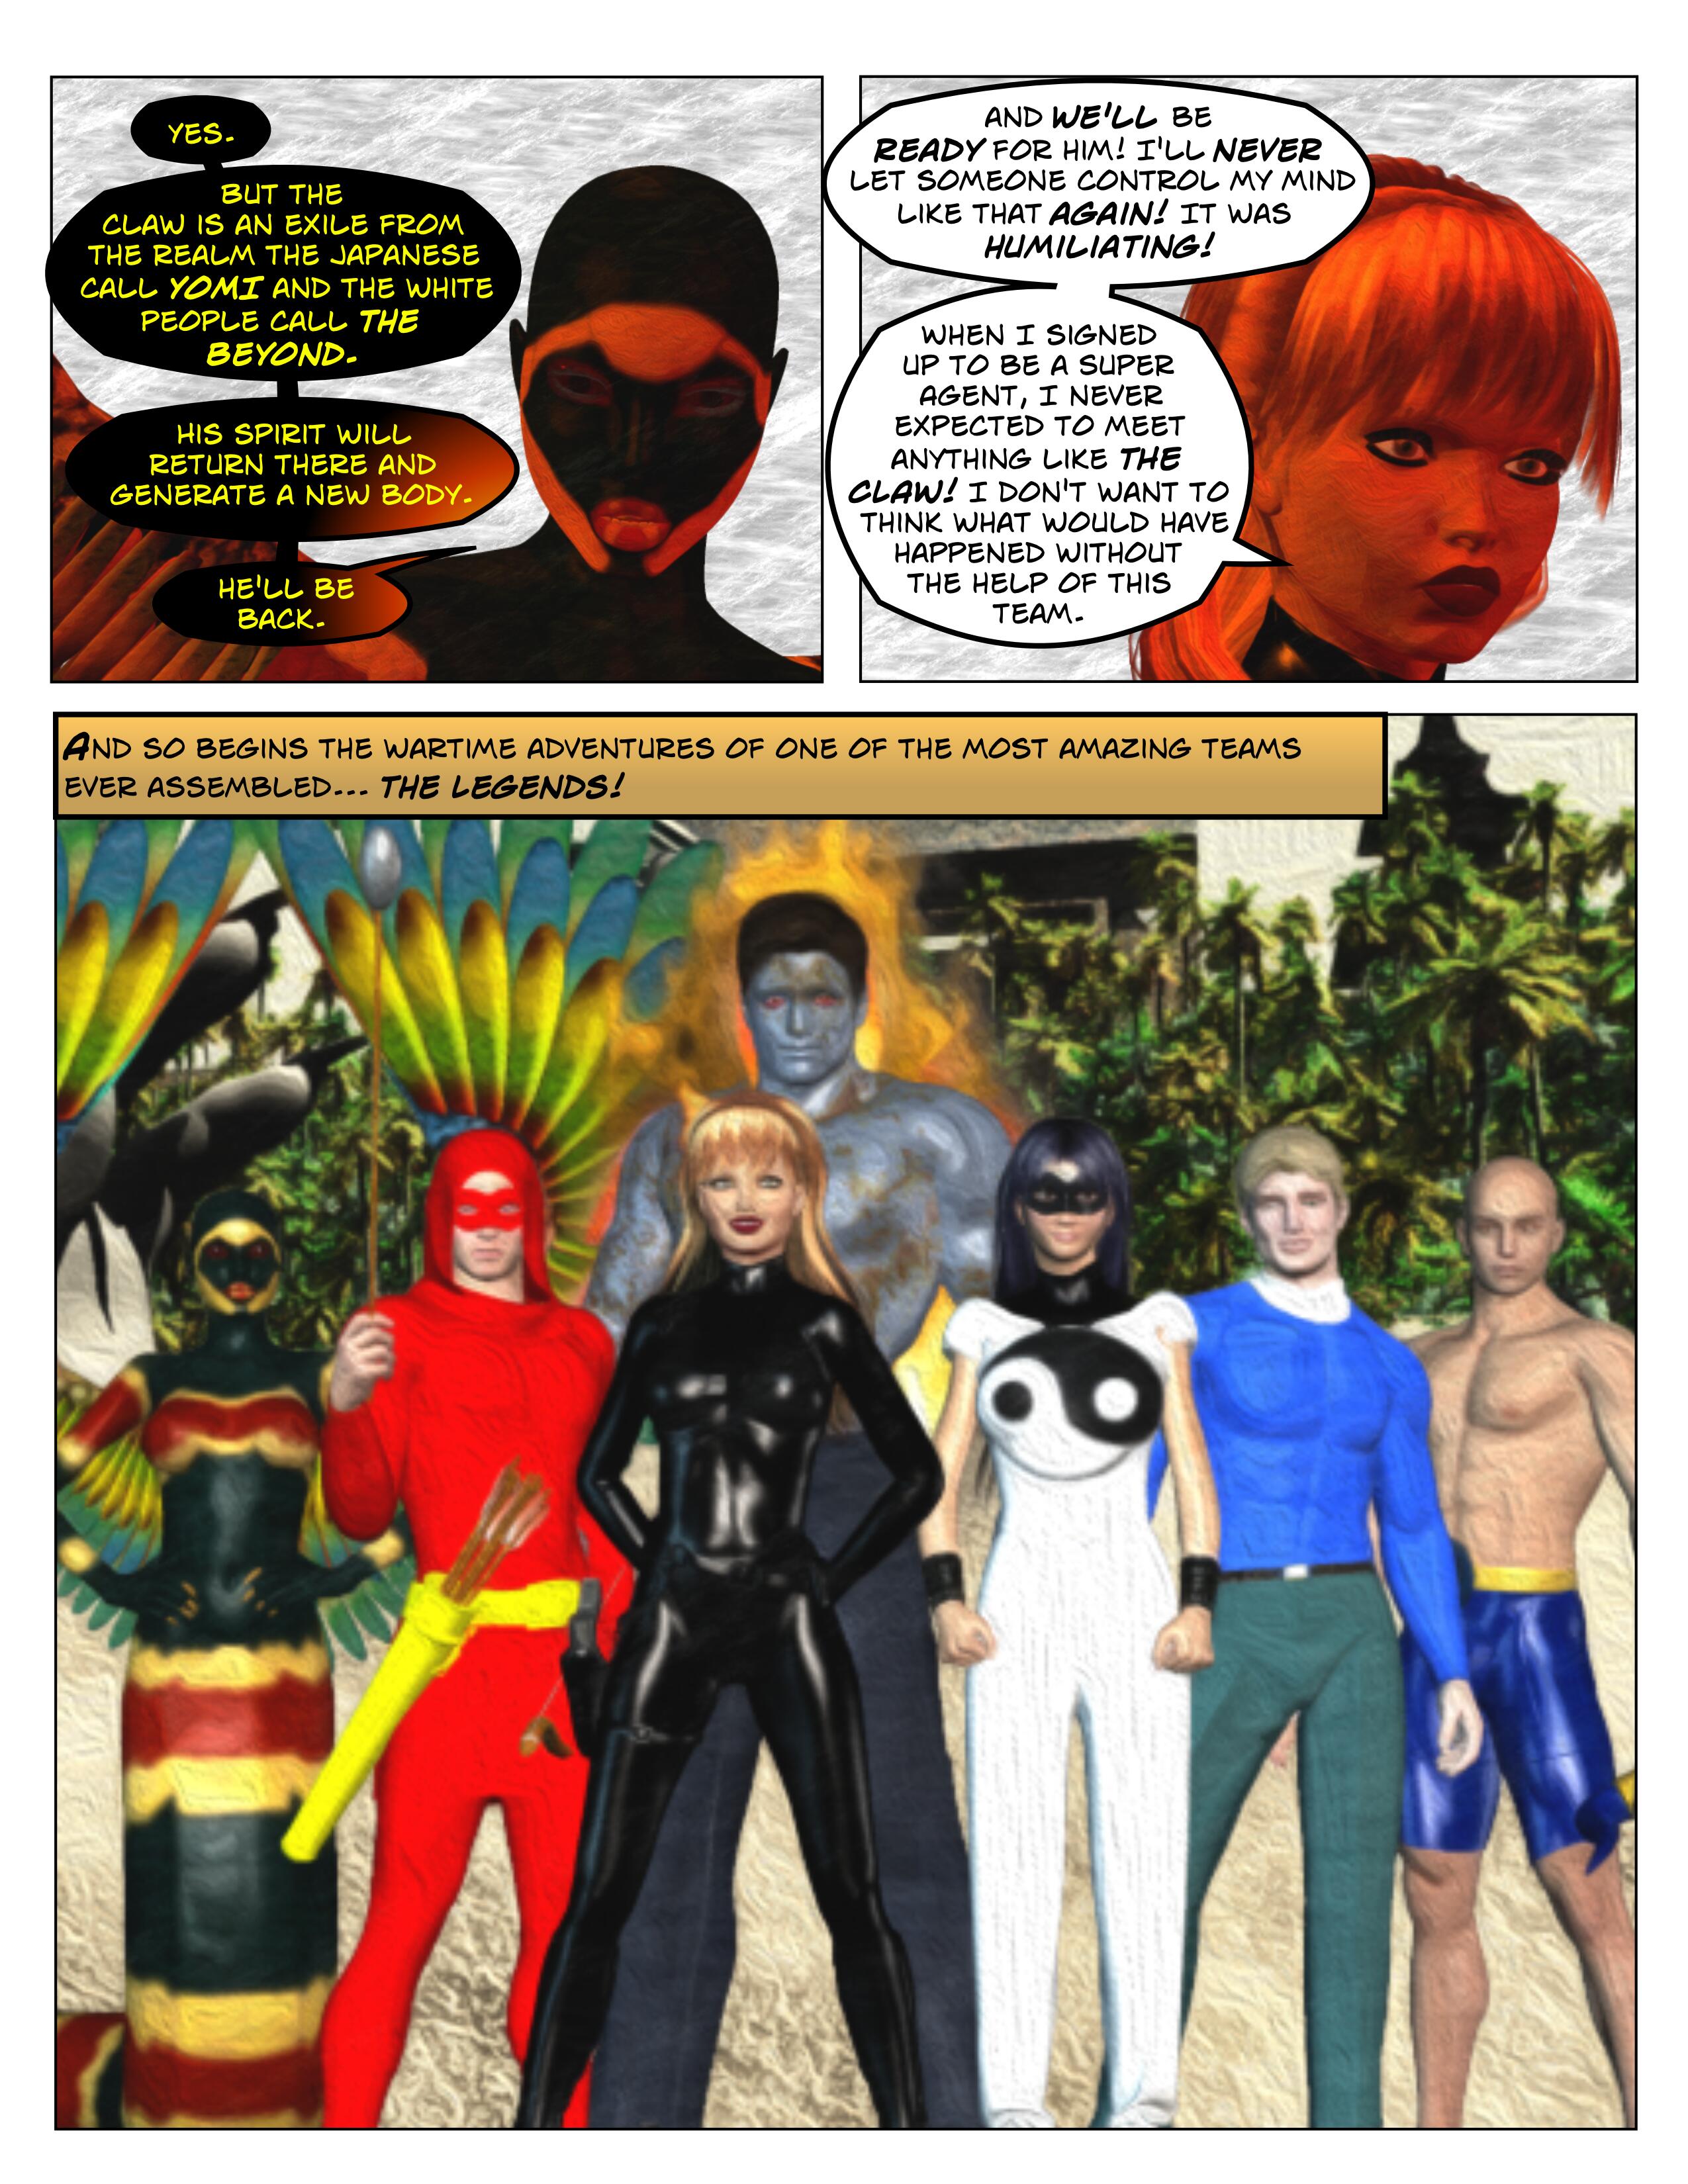 YES.
BUT THE
CLAW IS AN EXILE FROM
THE REALM THE JAPANESE
CALL YOMI AND THE WHITE
PEOPLE CALL THE
BEYOND.
HIS SPIRIT WILL
RETURN THERE AND
GENERATE A NEW BODY.
HE'LL BE
BACK.
AND WE'LL BE
READY FOR HIM! I'LL NEVER
LET SOMEONE CONTROL MY MIND
LIKE THAT AGAIN! IT WAS
HUMILIATING!
WHEN I SIGNED
UP TO BE A SUPER
AGENT, I NEVER
EXPECTED TO MEET
ANYTHING LIKE THE
CLAW! I DON'T WANT TO
THINK WHAT WOULD HAVE
HAPPENED WITHOUT
THE HELP OF THIS
TEAM.
AND SO BEGINS THE WARTIME ADVENTURES OF ONE OF THE MOST AMAZING TEAMS
EVER ASSEMBLED... THE LEGENDS!